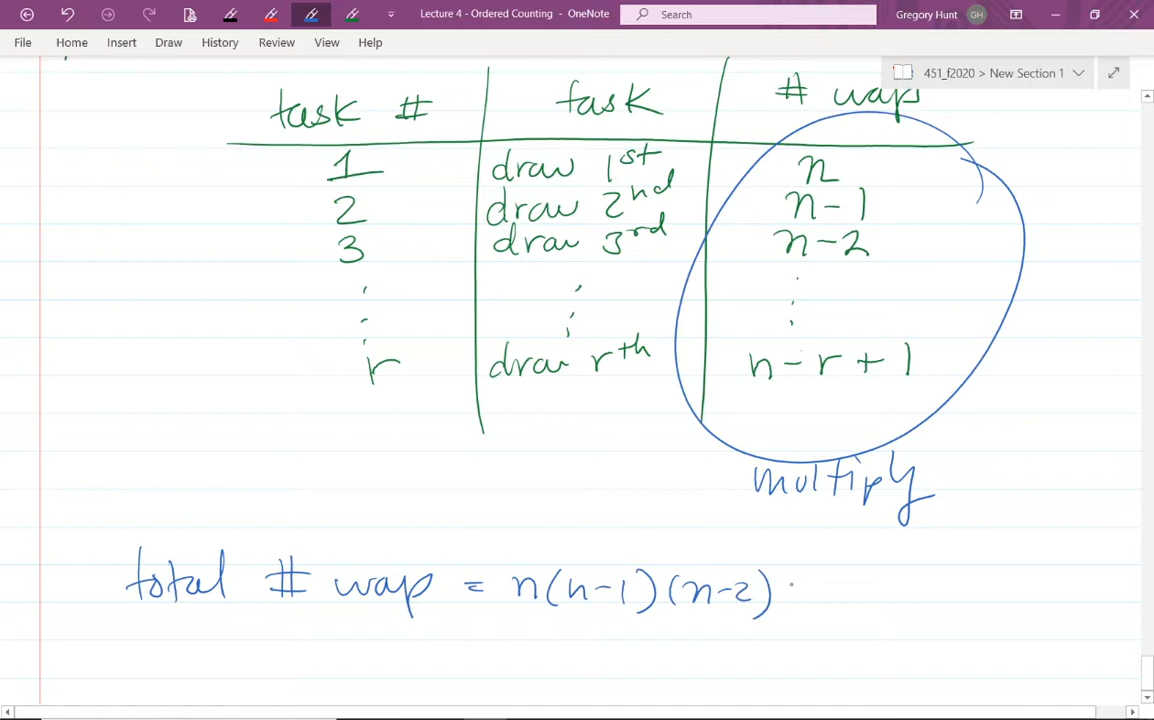 Lecture 4 - Ordered Counting - OneNote
Search
Gregory Hunt GH
File Home Insert Draw History Review View Help
451_f2020 > New Section 1
task # task # ways
1 draw 1st n
2 draw 2nd n-1
3 draw 3rd n-2
⋮ ⋮ ⋮
r draw rth n-r+1
multiply
total # ways = n(n-1)(n-2) ·